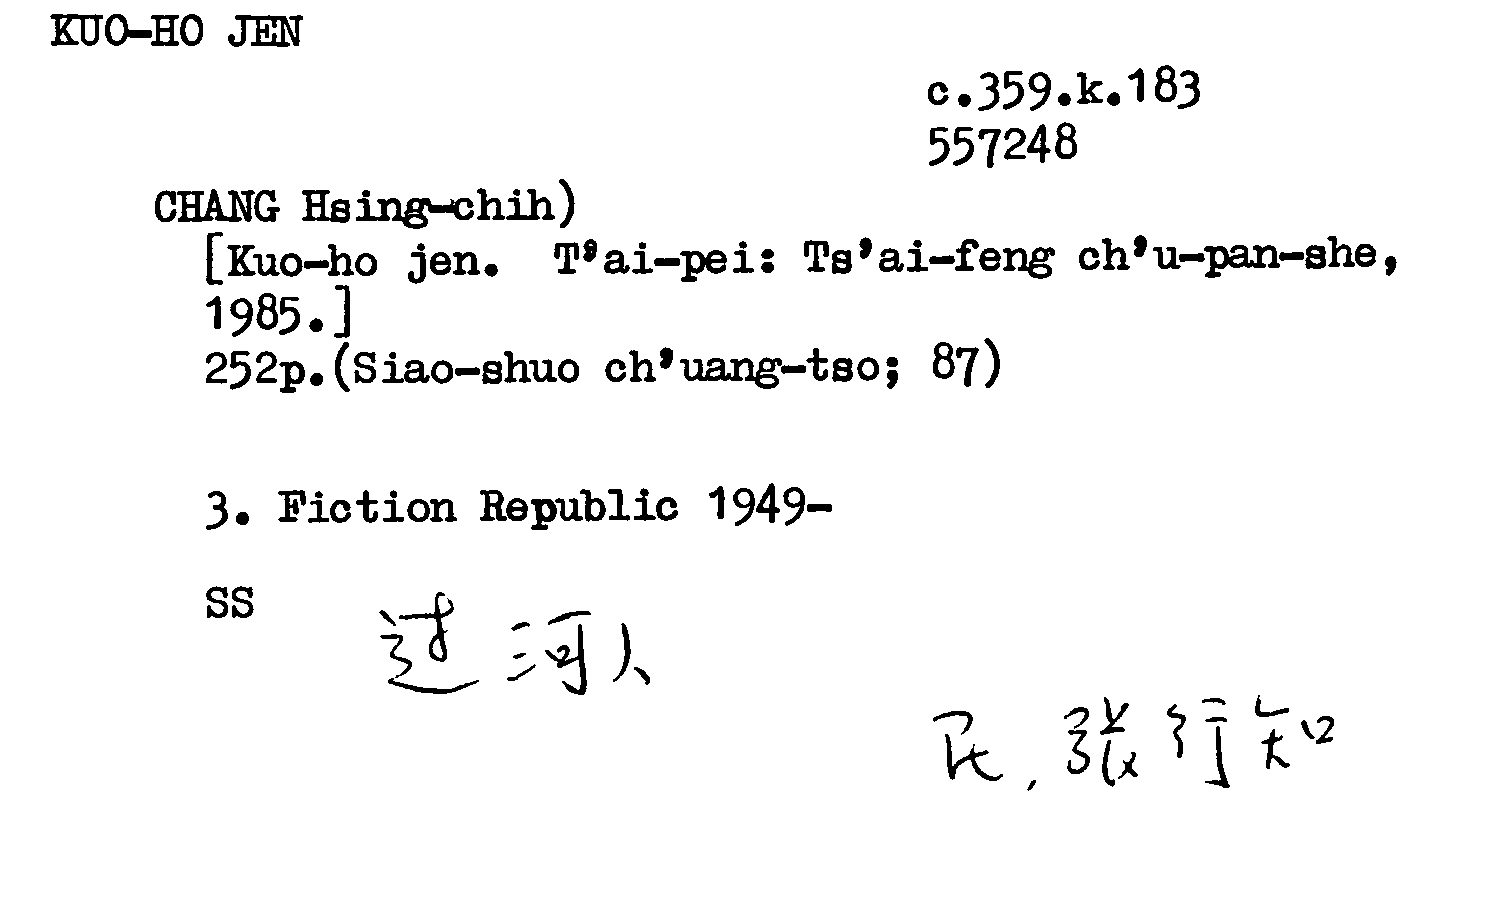 KUO-HO JEN
c.359.k.183
557248
CHANG Hsing-chih)
[Kuo-ho jen. T'ai-pei: Ts'ai-feng ch'u-pan-she,
1985.]
252p.(Siao-shuo ch'uang-tso; 87)
3. Fiction Republic 1949-
SS
过河人
民,張行知